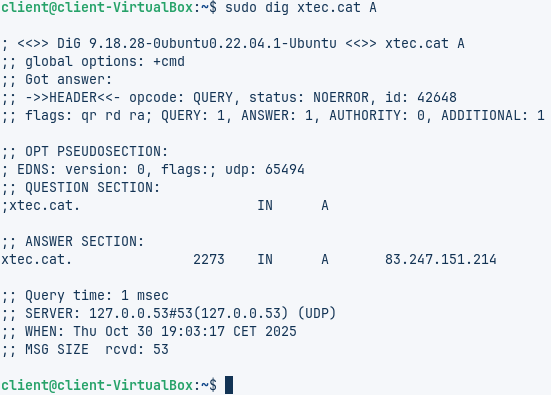 client@client-VirtualBox:~$ sudo dig xtec.cat A

; <<>> DiG 9.18.28-0ubuntu0.22.04.1-Ubuntu <<>> xtec.cat A
;; global options: +cmd
;; Got answer:
;; ->>HEADER<<- opcode: QUERY, status: NOERROR, id: 42648
;; flags: qr rd ra; QUERY: 1, ANSWER: 1, AUTHORITY: 0, ADDITIONAL: 1

;; OPT PSEUDOSECTION:
; EDNS: version: 0, flags:; udp: 65494
;; QUESTION SECTION:
;xtec.cat.                      IN      A

;; ANSWER SECTION:
xtec.cat.               2273    IN      A       83.247.151.214

;; Query time: 1 msec
;; SERVER: 127.0.0.53#53(127.0.0.53) (UDP)
;; WHEN: Thu Oct 30 19:03:17 CET 2025
;; MSG SIZE  rcvd: 53

client@client-VirtualBox:~$